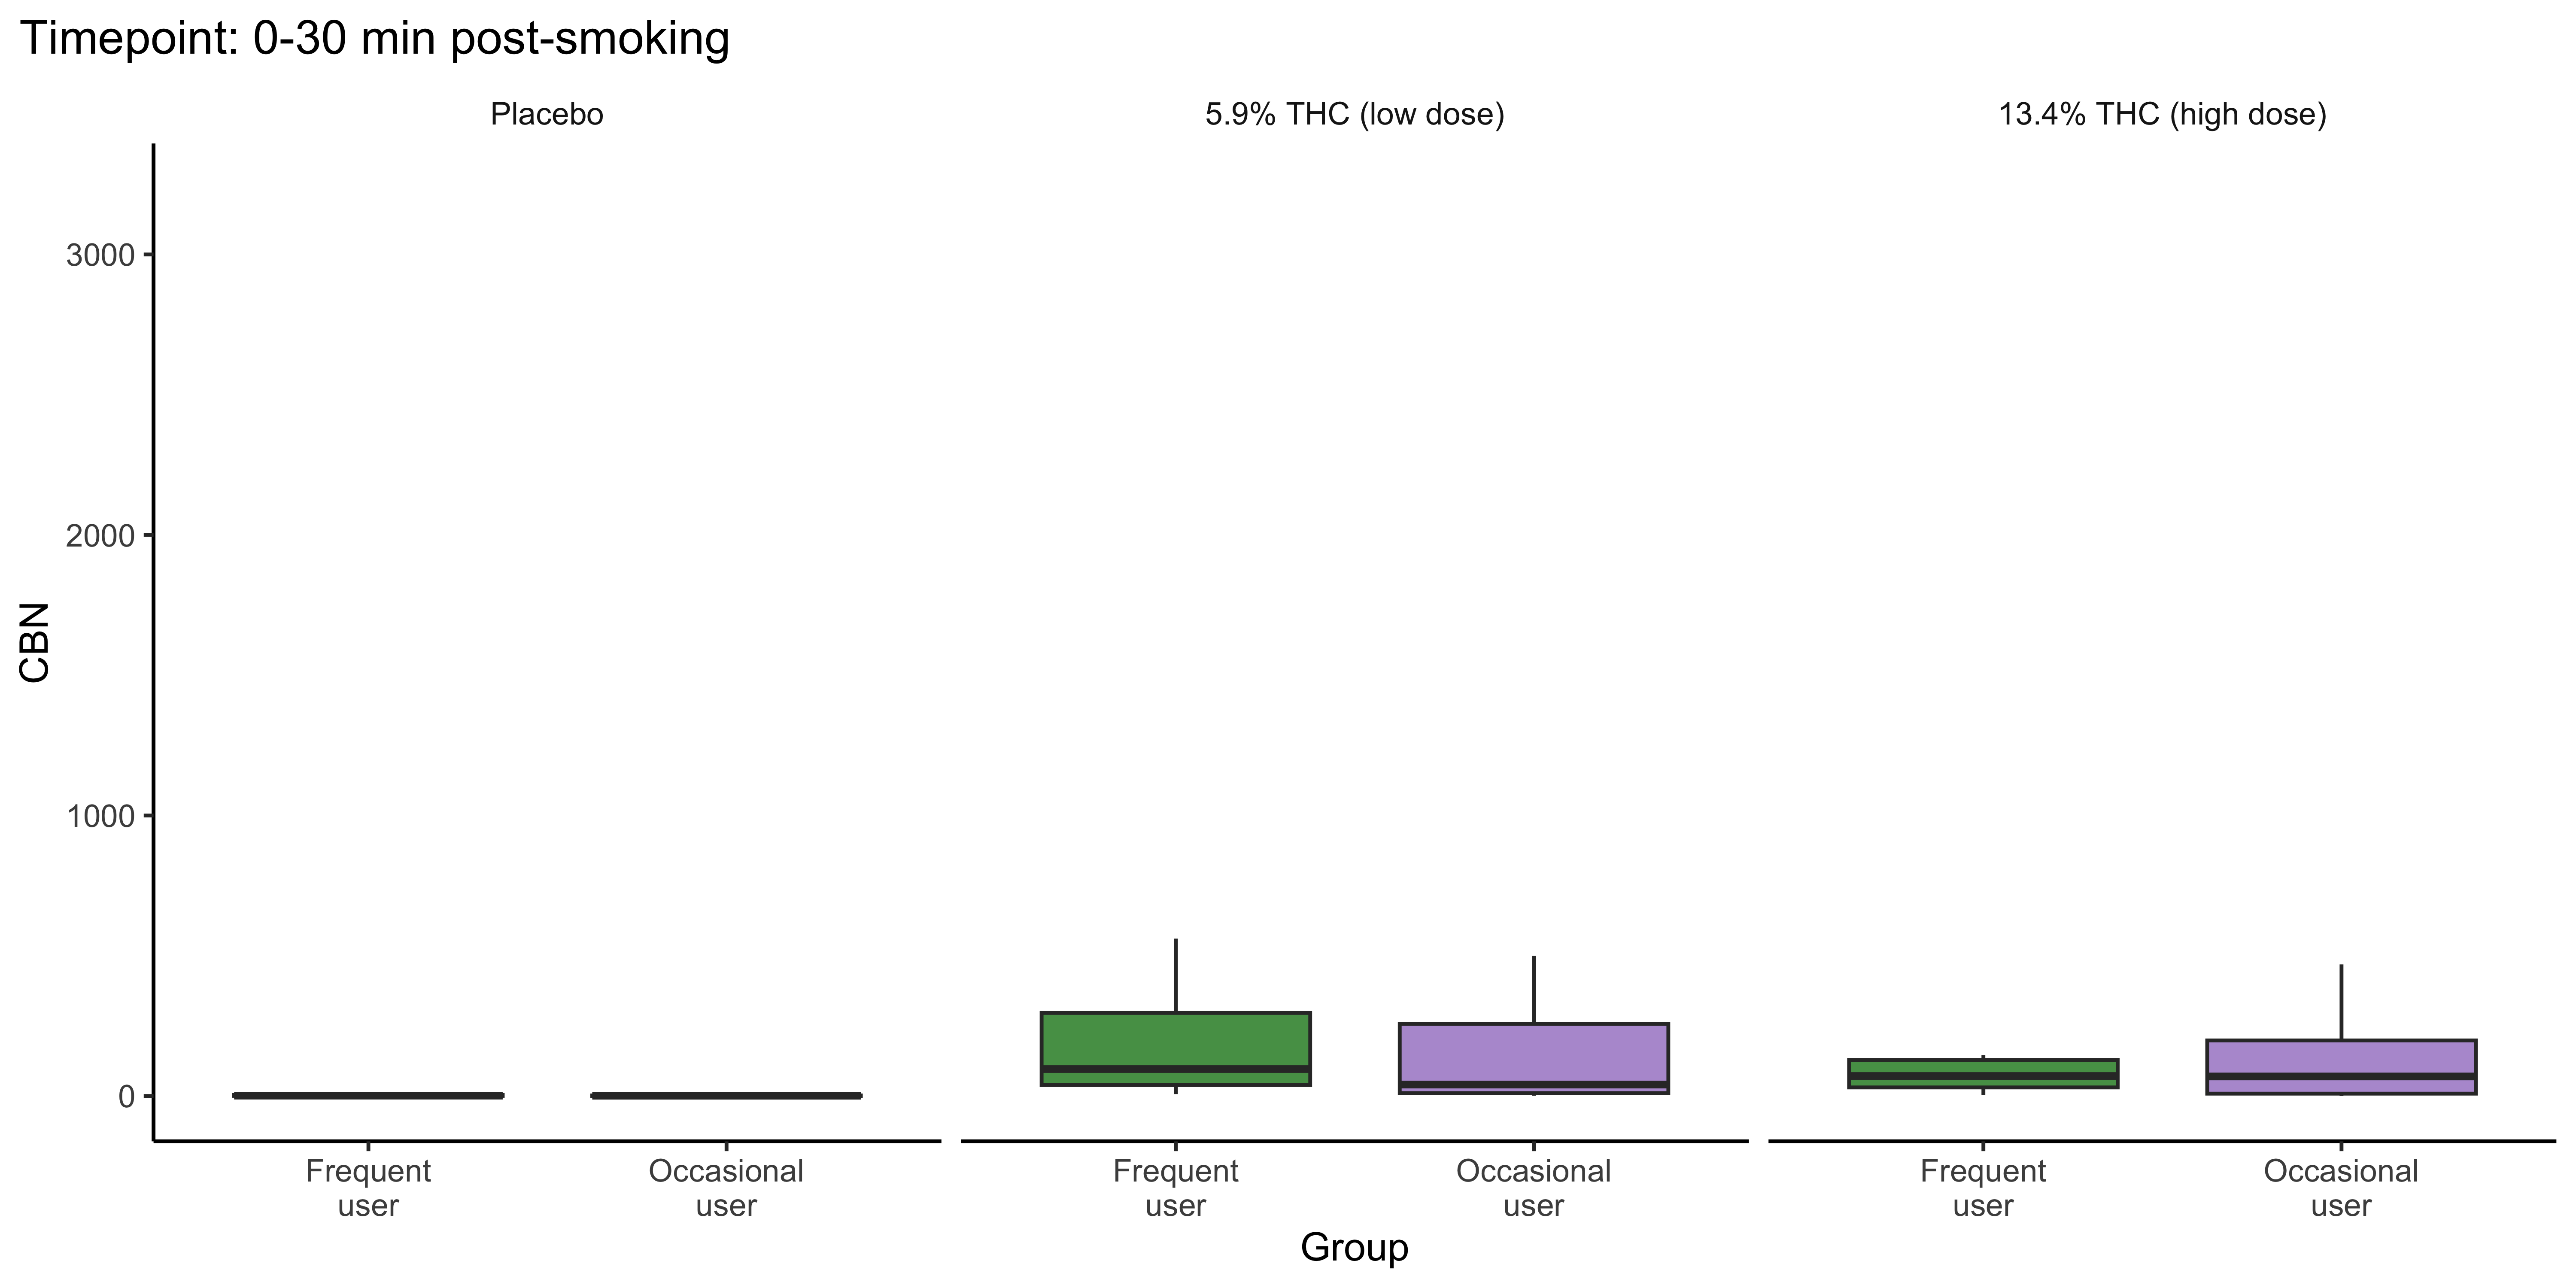 Timepoint: 0-30 min post-smoking
Placebo
5.9% THC (low dose)
13.4% THC (high dose)
CBN
3000
2000
1000
0
Frequent
user
Occasional
user
Frequent
user
Occasional
user
Frequent
user
Occasional
user
Group